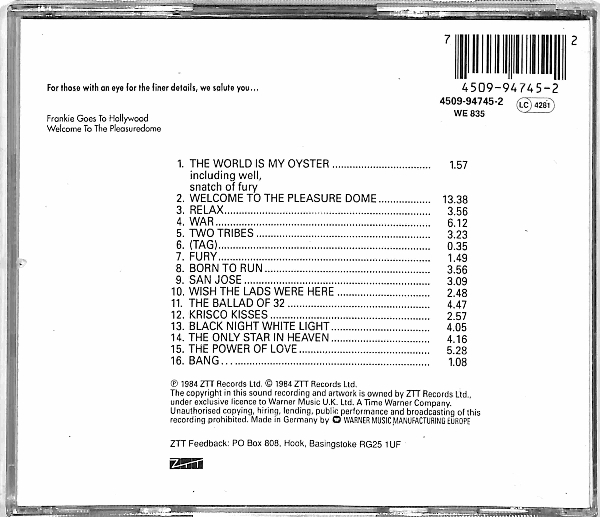 7 2
4509-94745-2
For those with an eye for the finer details, we salute you...
4509-94745-2 LC 4281
WE 835
Frankie Goes To Hollywood
Welcome To The Pleasuredome
1. THE WORLD IS MY OYSTER ................................. 1.57
including well,
snatch of fury
2. WELCOME TO THE PLEASURE DOME ................. 13.38
3. RELAX..................................................................... 3.56
4. WAR........................................................................ 6.12
5. TWO TRIBES ........................................................... 3.23
6. (TAG)....................................................................... 0.35
7. FURY....................................................................... 1.49
8. BORN TO RUN ........................................................ 3.56
9. SAN JOSE ............................................................... 3.09
10. WISH THE LADS WERE HERE ............................... 2.48
11. THE BALLAD OF 32 ................................................ 4.47
12. KRISCO KISSES ...................................................... 2.57
13. BLACK NIGHT WHITE LIGHT ................................. 4.05
14. THE ONLY STAR IN HEAVEN ................................. 4.16
15. THE POWER OF LOVE ............................................ 5.28
16. BANG . . ................................................................. 1.08
℗ 1984 ZTT Records Ltd. © 1984 ZTT Records Ltd.
The copyright in this sound recording and artwork is owned by ZTT Records Ltd.,
under exclusive licence to Warner Music U.K. Ltd. A Time Warner Company.
Unauthorised copying, hiring, lending, public performance and broadcasting of this
recording prohibited. Made in Germany by WARNER MUSIC MANUFACTURING EUROPE
ZTT Feedback: PO Box 808, Hook, Basingstoke RG25 1UF
ZTT